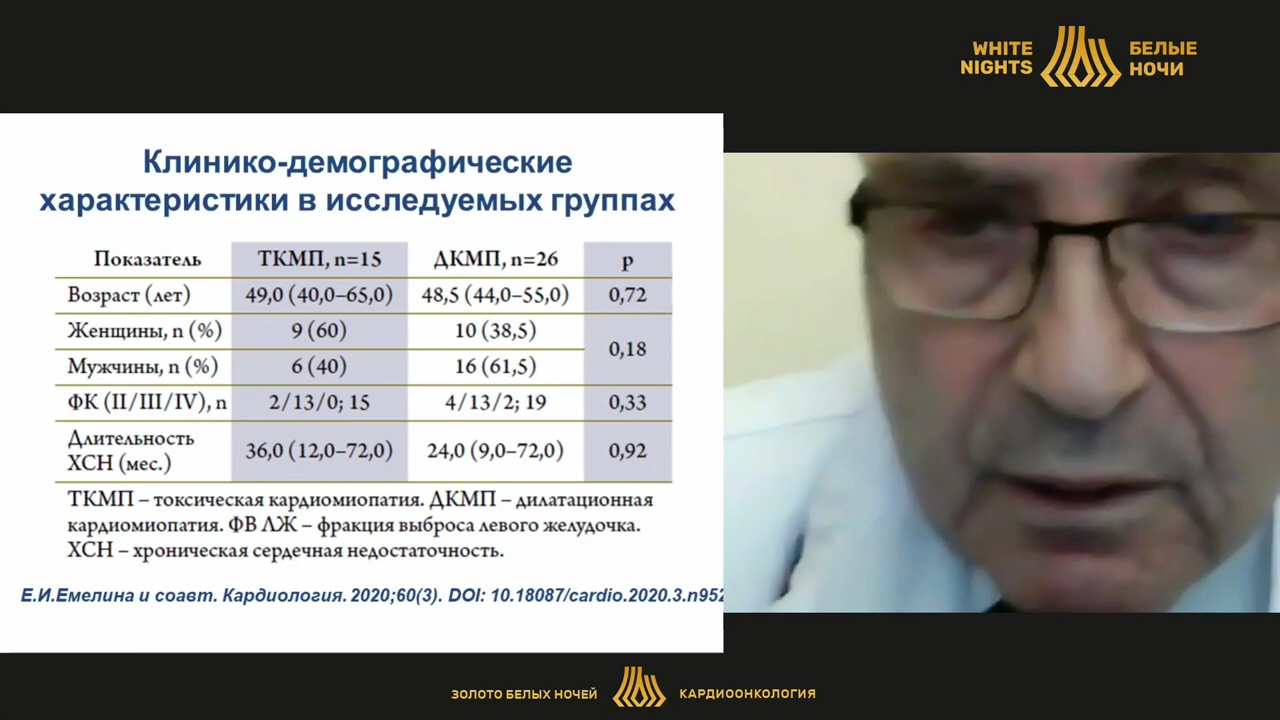 WHITE
NIGHTS
БЕЛЫЕ
НОЧИ
Клинико-демографические
характеристики в исследуемых группах
Показатель ТКМП, n=15 ДКМП, n=26 p
Возраст (лет) 49,0 (40,0–65,0) 48,5 (44,0–55,0) 0,72
Женщины, n (%) 9 (60) 10 (38,5)
0,18
Мужчины, n (%) 6 (40) 16 (61,5)
ФК (II/III/IV), n 2/13/0; 15 4/13/2; 19 0,33
Длительность
ХСН (мес.) 36,0 (12,0–72,0) 24,0 (9,0–72,0) 0,92
ТКМП – токсическая кардиомиопатия. ДКМП – дилатационная
кардиомиопатия. ФВ ЛЖ – фракция выброса левого желудочка.
ХСН – хроническая сердечная недостаточность.
Е.И.Емелина и соавт. Кардиология. 2020;60(3). DOI: 10.18087/cardio.2020.3.n952
ЗОЛОТО БЕЛЫХ НОЧЕЙ КАРДИООНКОЛОГИЯ